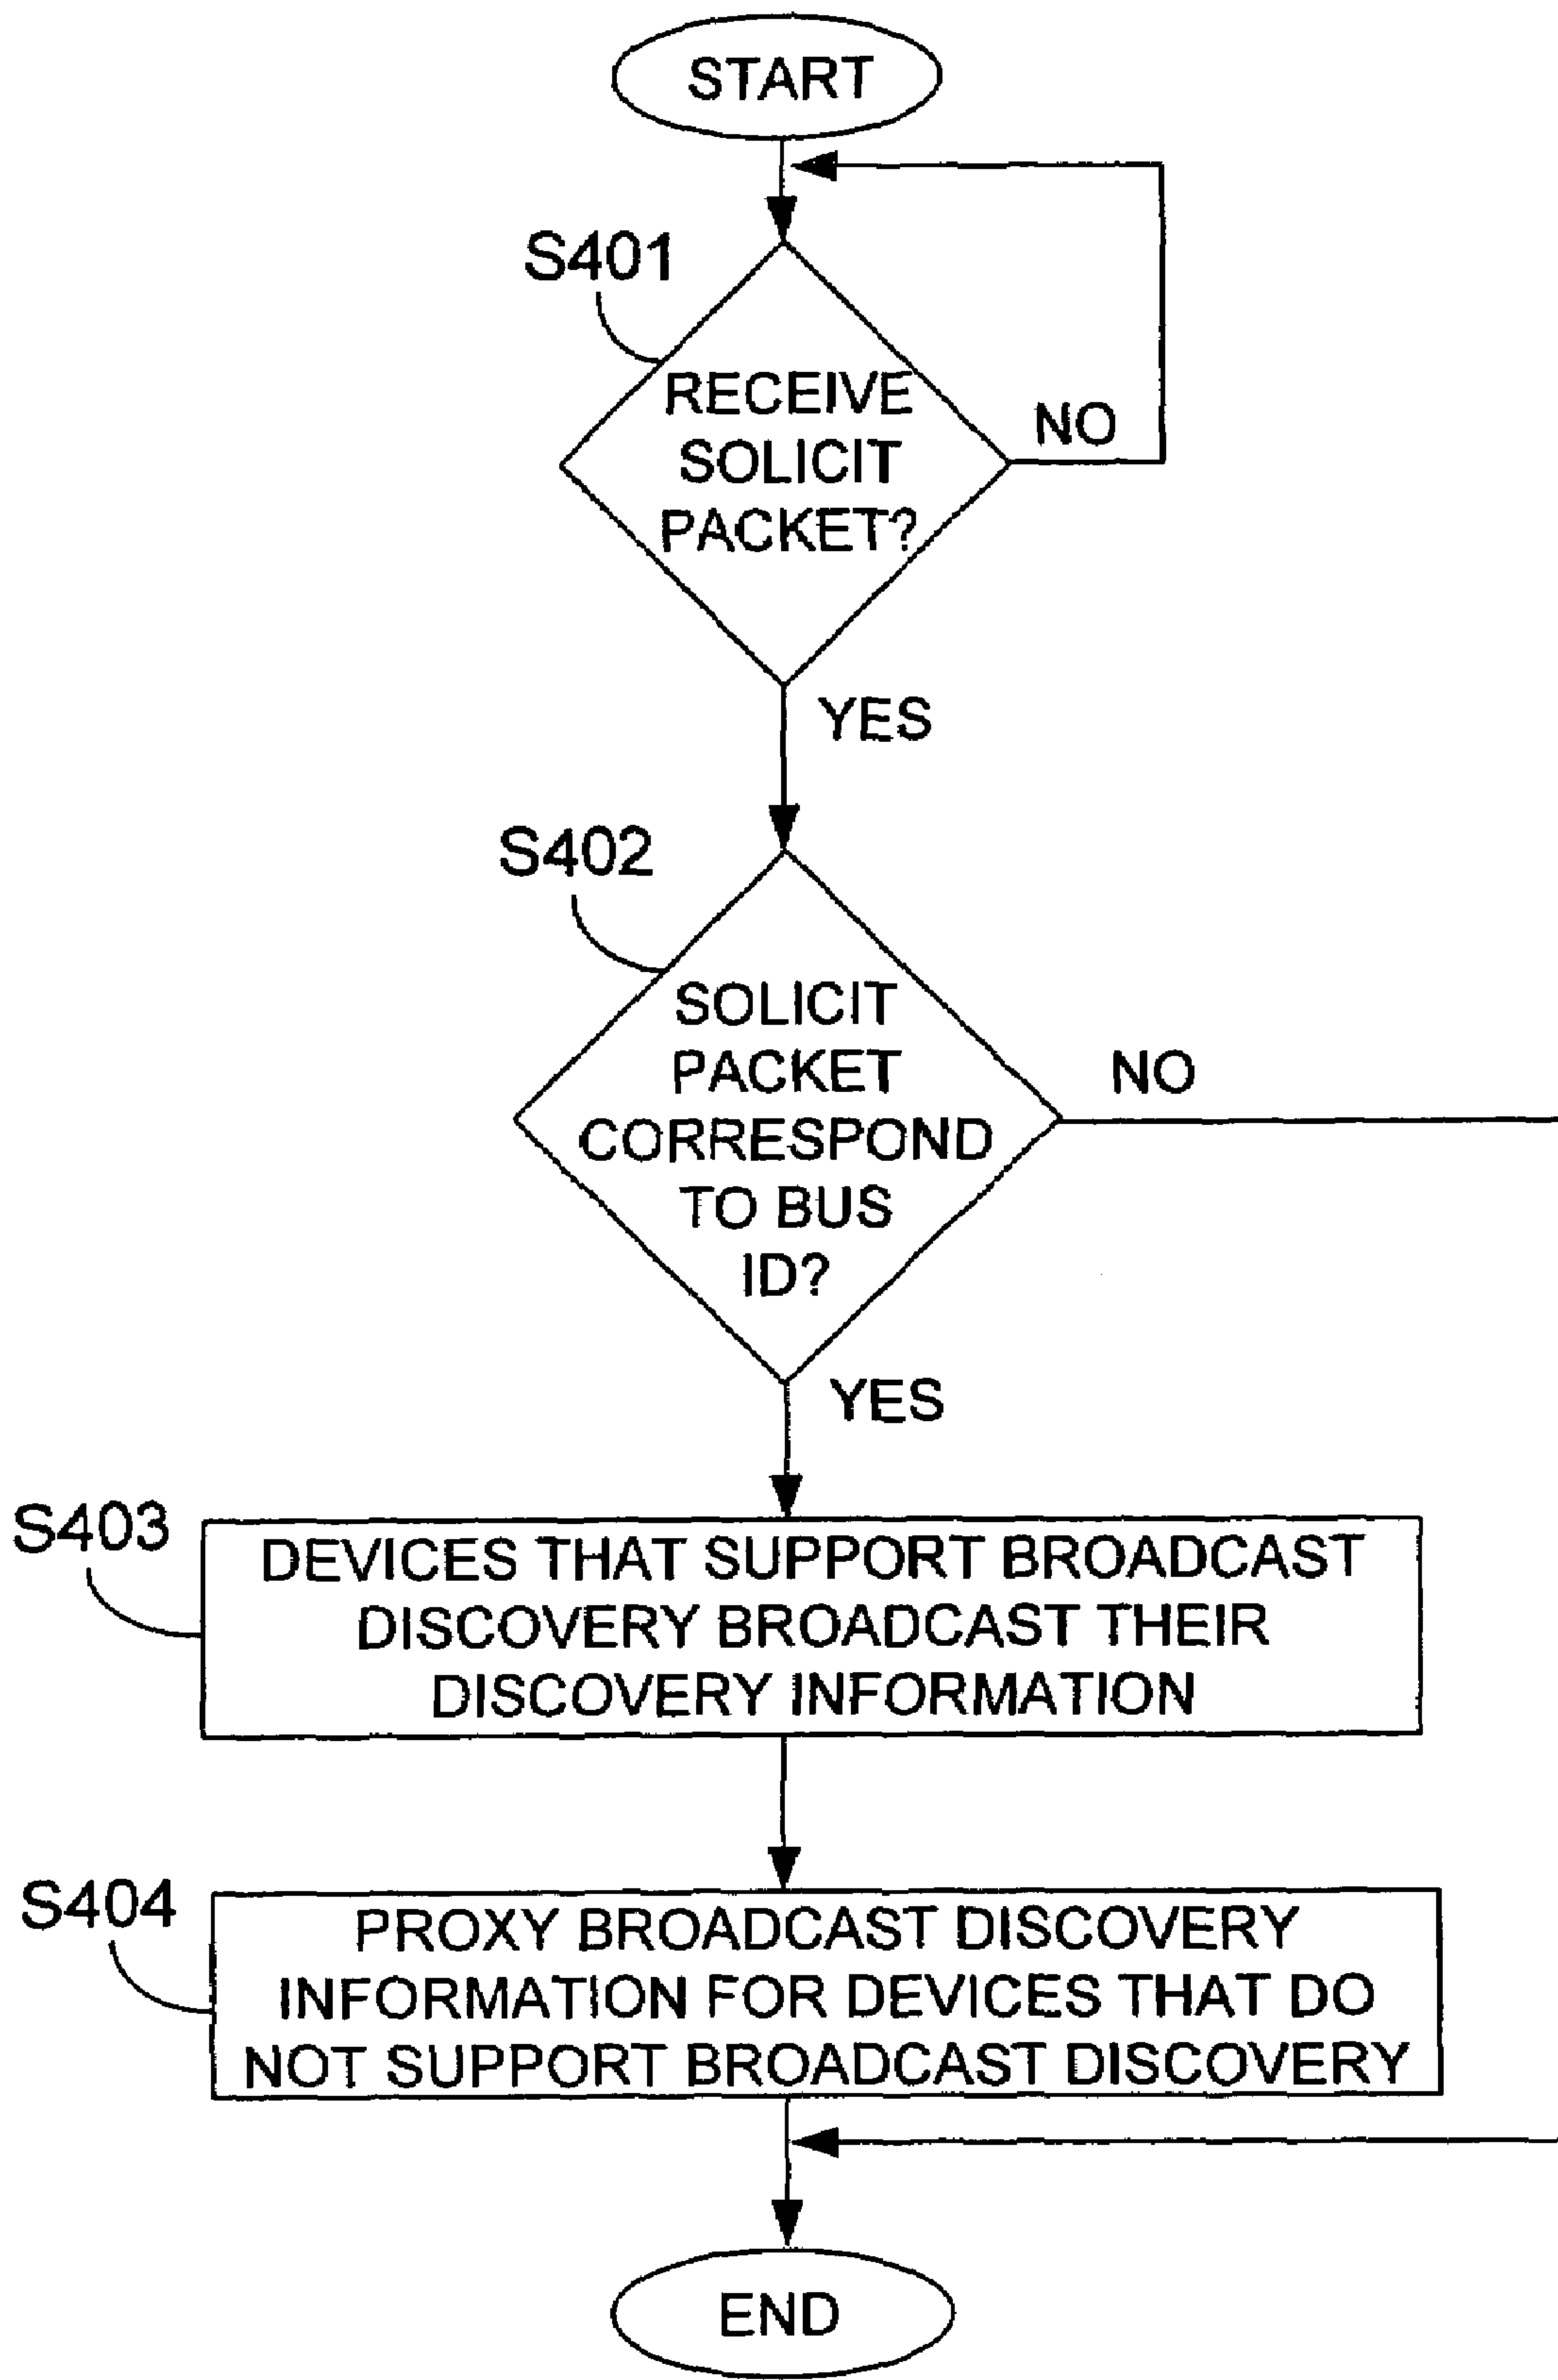 START
S401
RECEIVE
SOLICIT
PACKET?
NO
YES
S402
SOLICIT
PACKET
CORRESPOND
TO BUS
ID?
NO
YES
S403
DEVICES THAT SUPPORT BROADCAST
DISCOVERY BROADCAST THEIR
DISCOVERY INFORMATION
S404
PROXY BROADCAST DISCOVERY
INFORMATION FOR DEVICES THAT DO
NOT SUPPORT BROADCAST DISCOVERY
END